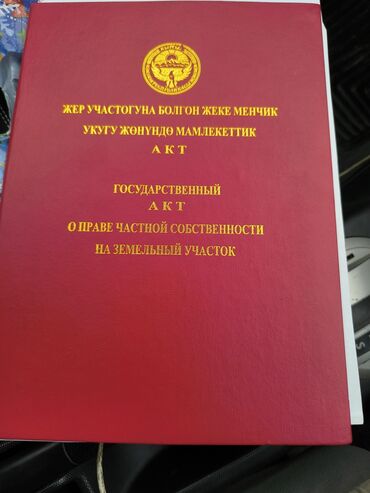 ЖЕР УЧАСТОГУНА БОЛГОН ЖЕКЕ МЕНЧИК
УКУГУ ЖӨНҮНДӨ МАМЛЕКЕТТИК
АКТ
ГОСУДАРСТВЕННЫЙ
АКТ
О ПРАВЕ ЧАСТНОЙ СОБСТВЕННОСТИ
НА ЗЕМЕЛЬНЫЙ УЧАСТОК